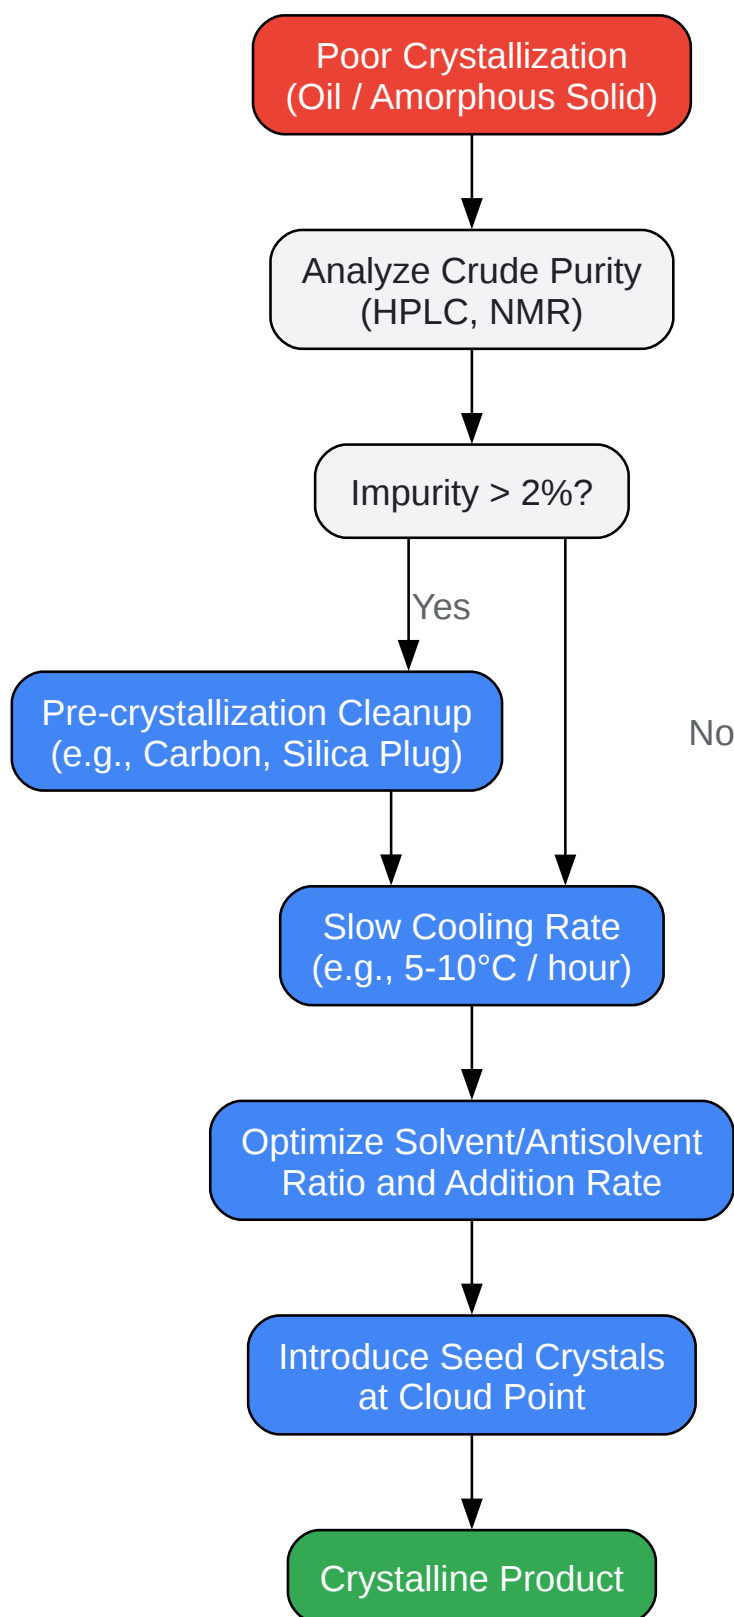 Poor Crystallization
(Oil / Amorphous Solid)
Analyze Crude Purity
(HPLC, NMR)
Impurity > 2%?
Yes
Pre-crystallization Cleanup
(e.g., Carbon, Silica Plug)
No
Slow Cooling Rate
(e.g., 5-10°C / hour)
Optimize Solvent/Antisolvent
Ratio and Addition Rate
Introduce Seed Crystals
at Cloud Point
Crystalline Product